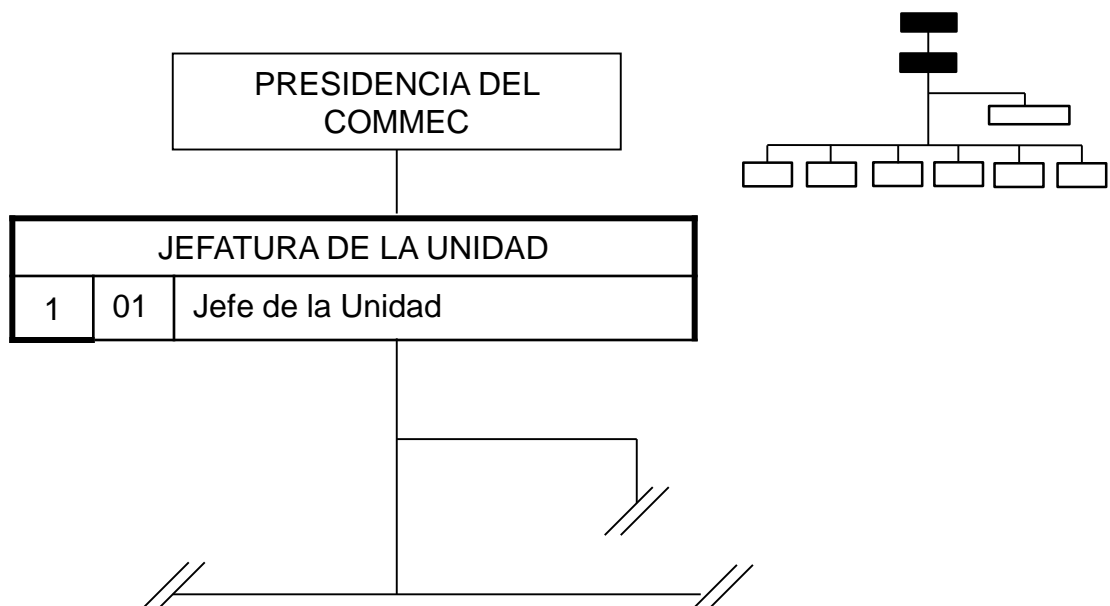 PRESIDENCIA DEL
COMMEC
JEFATURA DE LA UNIDAD
1 01 Jefe de la Unidad